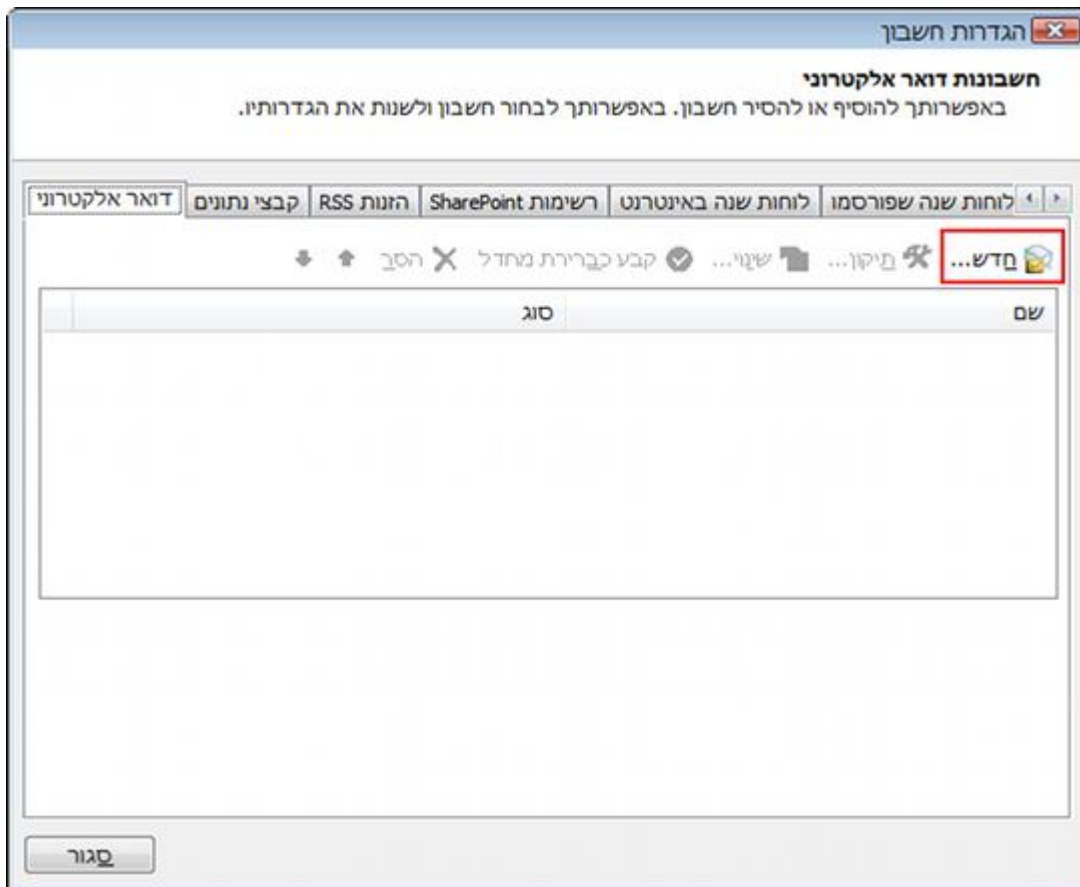 הגדרות חשבון
חשבונות דואר אלקטרוני
באפשרותך להוסיף או להסיר חשבון. באפשרותך לבחור חשבון ולשנות את הגדרותיו.
דואר אלקטרוני קבצי נתונים הזנות RSS רשימות SharePoint לוחות שנה באינטרנט לוחות שנה שפורסמו
חדש... תיקון... שינוי... קבע כברירת מחדל הסר
שם סוג
סגור